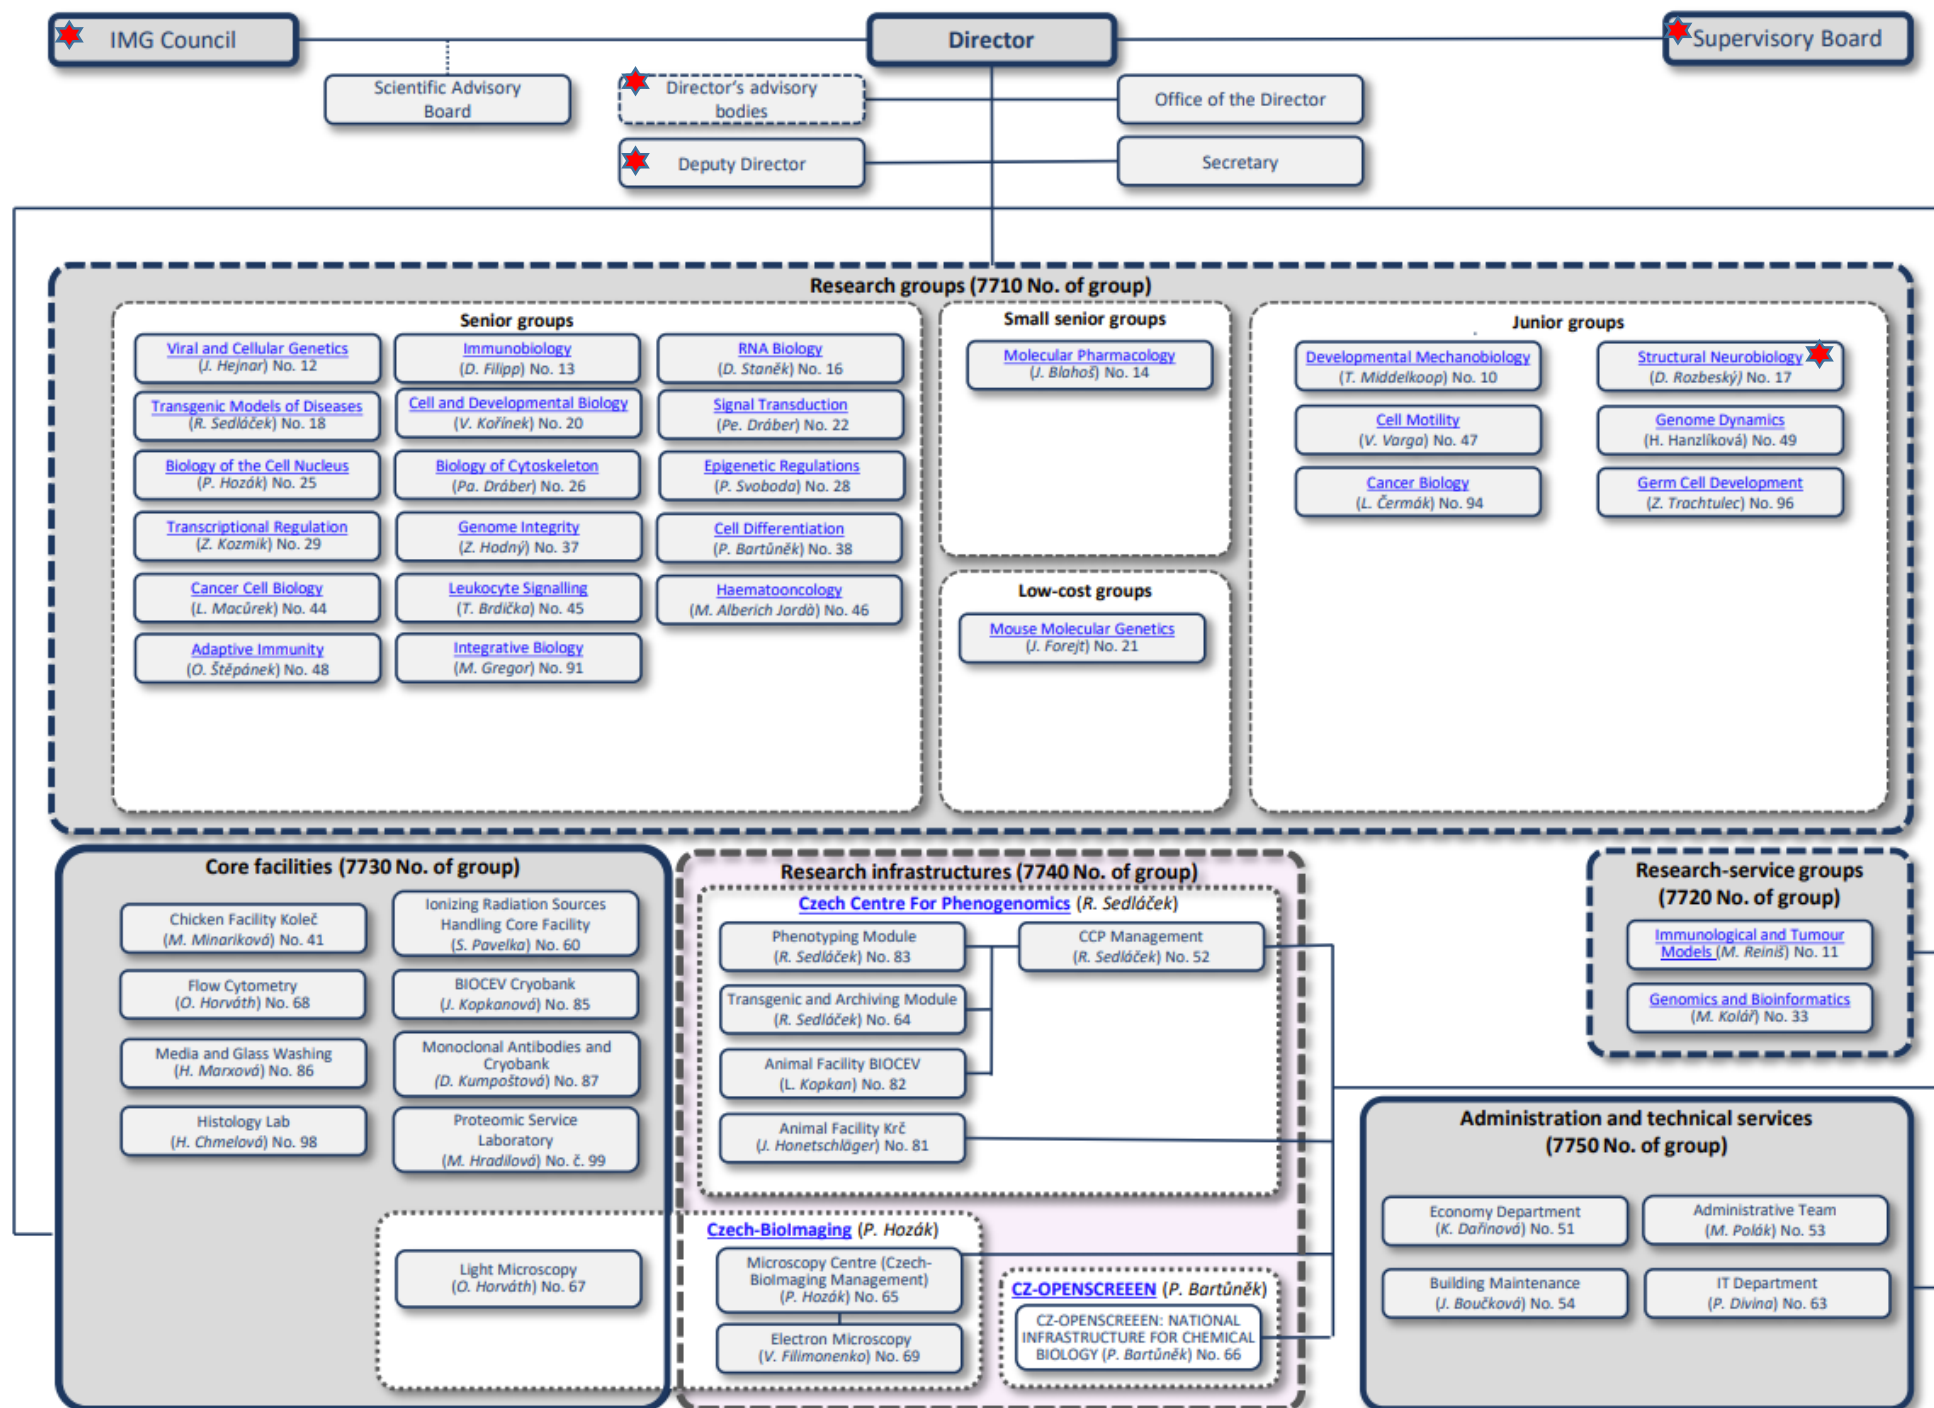 IMG Council
Director
Supervisory Board
Scientific Advisory
Board
Director's advisory
bodies
Office of the Director
Deputy Director
Secretary
Research groups (7710 No. of group)
Senior groups
Viral and Cellular Genetics
(J. Hejnar) No. 12
Immunobiology
(D. Filipp) No. 13
RNA Biology
(D. Staněk) No. 16
Transgenic Models of Diseases
(R. Sedláček) No. 18
Cell and Developmental Biology
(V. Kořínek) No. 20
Signal Transduction
(Pe. Dráber) No. 22
Biology of the Cell Nucleus
(P. Hozák) No. 25
Biology of Cytoskeleton
(Pa. Dráber) No. 26
Epigenetic Regulations
(P. Svoboda) No. 28
Transcriptional Regulation
(Z. Kozmik) No. 29
Genome Integrity
(Z. Hodný) No. 37
Cell Differentiation
(P. Bartůněk) No. 38
Cancer Cell Biology
(L. Macůrek) No. 44
Leukocyte Signalling
(T. Brdička) No. 45
Haematooncology
(M. Alberich Jordà) No. 46
Adaptive Immunity
(O. Štěpánek) No. 48
Integrative Biology
(M. Gregor) No. 91
Small senior groups
Molecular Pharmacology
(J. Blahoš) No. 14
Low-cost groups
Mouse Molecular Genetics
(J. Forejt) No. 21
Junior groups
Developmental Mechanobiology
(T. Middelkoop) No. 10
Structural Neurobiology
(D. Rozbeský) No. 17
Cell Motility
(V. Varga) No. 47
Genome Dynamics
(H. Hanzlíková) No. 49
Cancer Biology
(L. Čermák) No. 94
Germ Cell Development
(Z. Trachtulec) No. 96
Core facilities (7730 No. of group)
Chicken Facility Koleč
(M. Minariková) No. 41
Ionizing Radiation Sources
Handling Core Facility
(S. Pavelka) No. 60
Flow Cytometry
(O. Horváth) No. 68
BIOCEV Cryobank
(J. Kopkanová) No. 85
Media and Glass Washing
(H. Marxová) No. 86
Monoclonal Antibodies and
Cryobank
(D. Kumpoštová) No. 87
Histology Lab
(H. Chmelová) No. 98
Proteomic Service
Laboratory
(M. Hradilová) No. č. 99
Light Microscopy
(O. Horváth) No. 67
Research infrastructures (7740 No. of group)
Czech Centre For Phenogenomics (R. Sedláček)
Phenotyping Module
(R. Sedláček) No. 83
CCP Management
(R. Sedláček) No. 52
Transgenic and Archiving Module
(R. Sedláček) No. 64
Animal Facility BIOCEV
(L. Kopkan) No. 82
Animal Facility Krč
(J. Honetschläger) No. 81
Czech-BioImaging (P. Hozák)
Microscopy Centre (Czech-
BioImaging Management)
(P. Hozák) No. 65
Electron Microscopy
(V. Filimonenko) No. 69
CZ-OPENSCREEEN (P. Bartůněk)
CZ-OPENSCREEEN: NATIONAL
INFRASTRUCTURE FOR CHEMICAL
BIOLOGY (P. Bartůněk) No. 66
Research-service groups
(7720 No. of group)
Immunological and Tumour
Models (M. Reiniš) No. 11
Genomics and Bioinformatics
(M. Kolář) No. 33
Administration and technical services
(7750 No. of group)
Economy Department
(K. Dařinová) No. 51
Administrative Team
(M. Polák) No. 53
Building Maintenance
(J. Boučková) No. 54
IT Department
(P. Divina) No. 63